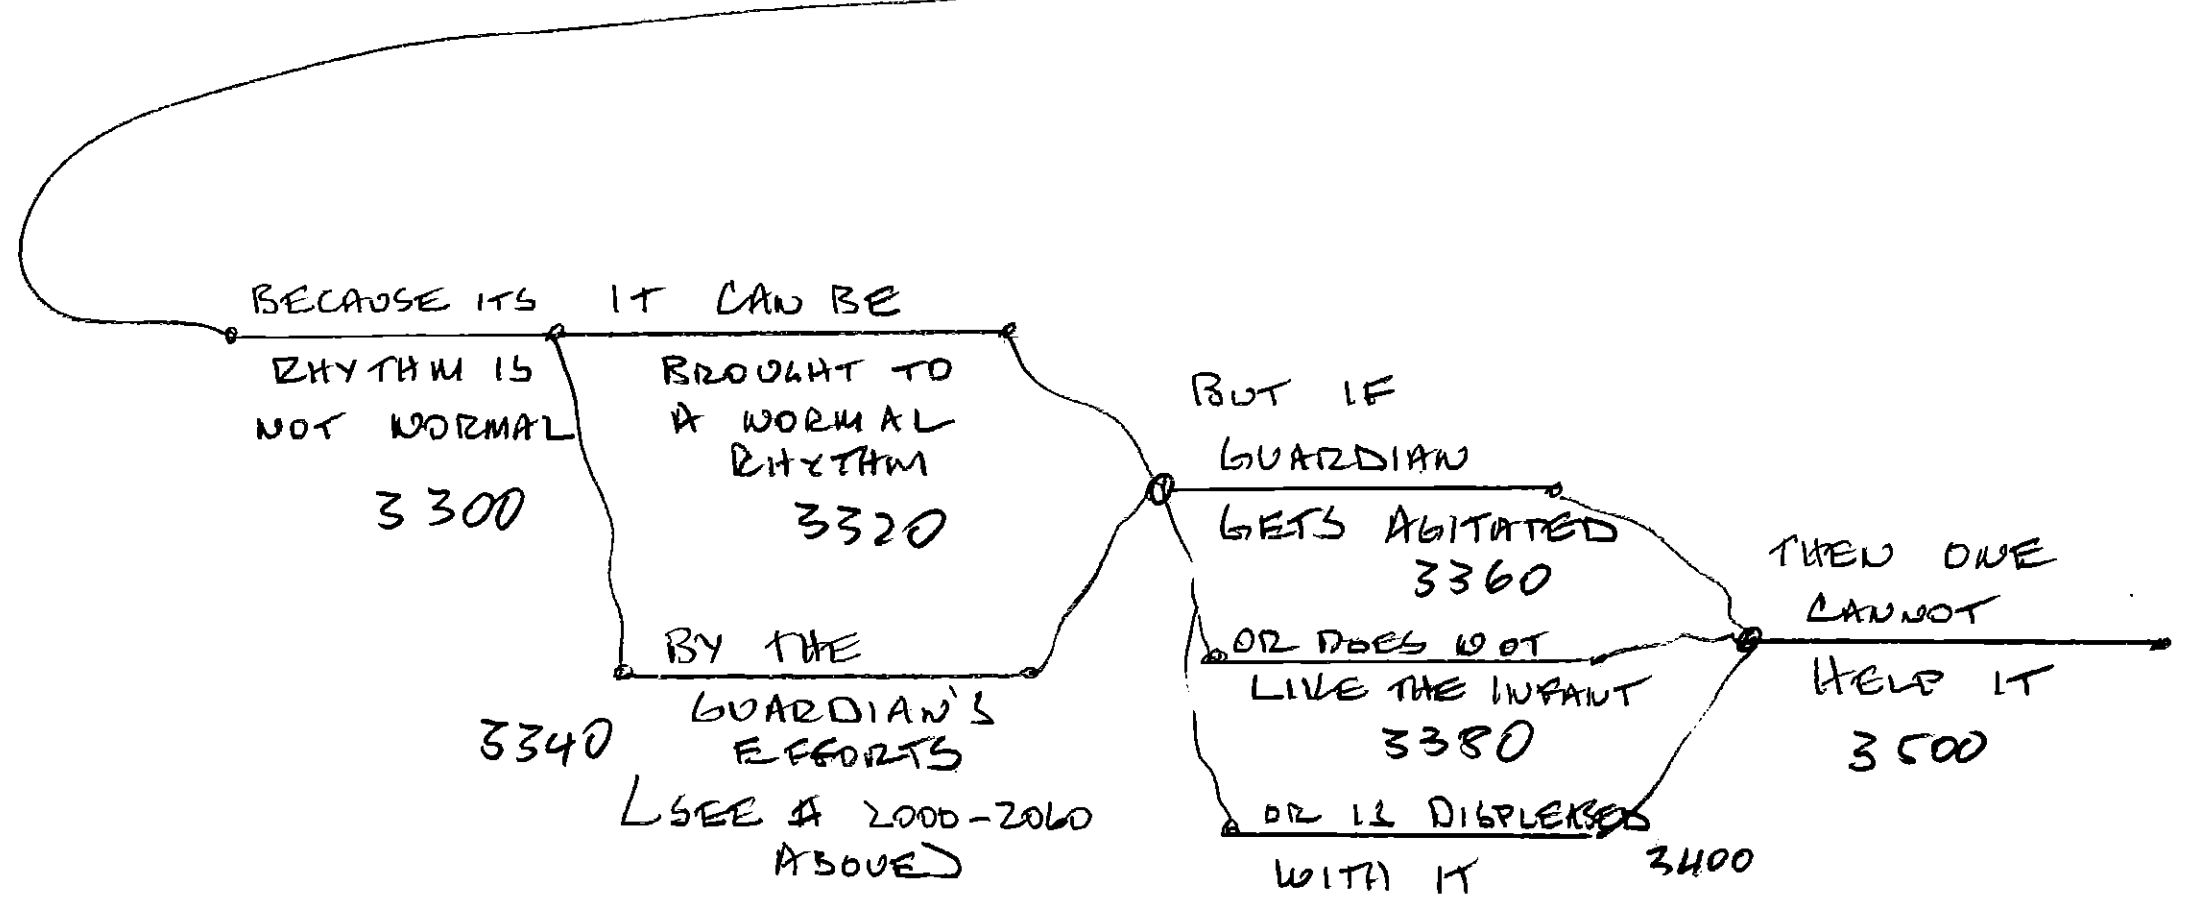 BECAUSE ITS
RHYTHM IS
NOT NORMAL
3300
IT CAN BE
BROUGHT TO
A NORMAL
RHYTHM
3320
BY THE
GUARDIAN'S
EFFORTS
3340
[SEE # 2000-2060
ABOVE]
BUT IF
GUARDIAN
GETS AGITATED
3360
OR DOES NOT
LIKE THE INFANT
3380
OR IS DISPLEASED
WITH IT
3400
THEN ONE
CANNOT
HELP IT
3500